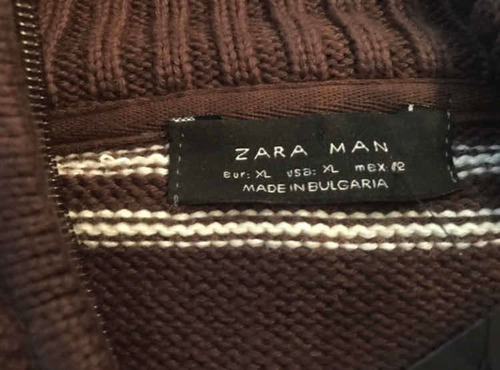 ZARA MAN
eur: XL usa: XL mex: 42
MADE IN BULGARIA